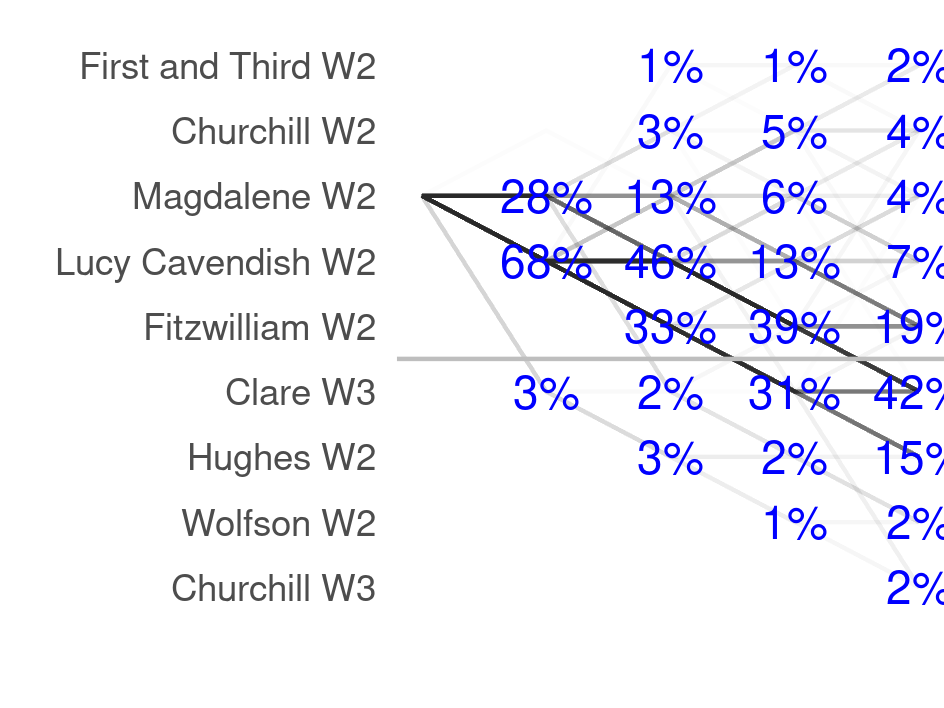 First and Third W2 1% 1% 2%
Churchill W2 3% 5% 4%
Magdalene W2 28% 13% 6% 4%
Lucy Cavendish W2 68% 46% 13% 7%
Fitzwilliam W2 33% 39% 19%
Clare W3 3% 2% 31% 42%
Hughes W2 3% 2% 15%
Wolfson W2 1% 2%
Churchill W3 2%